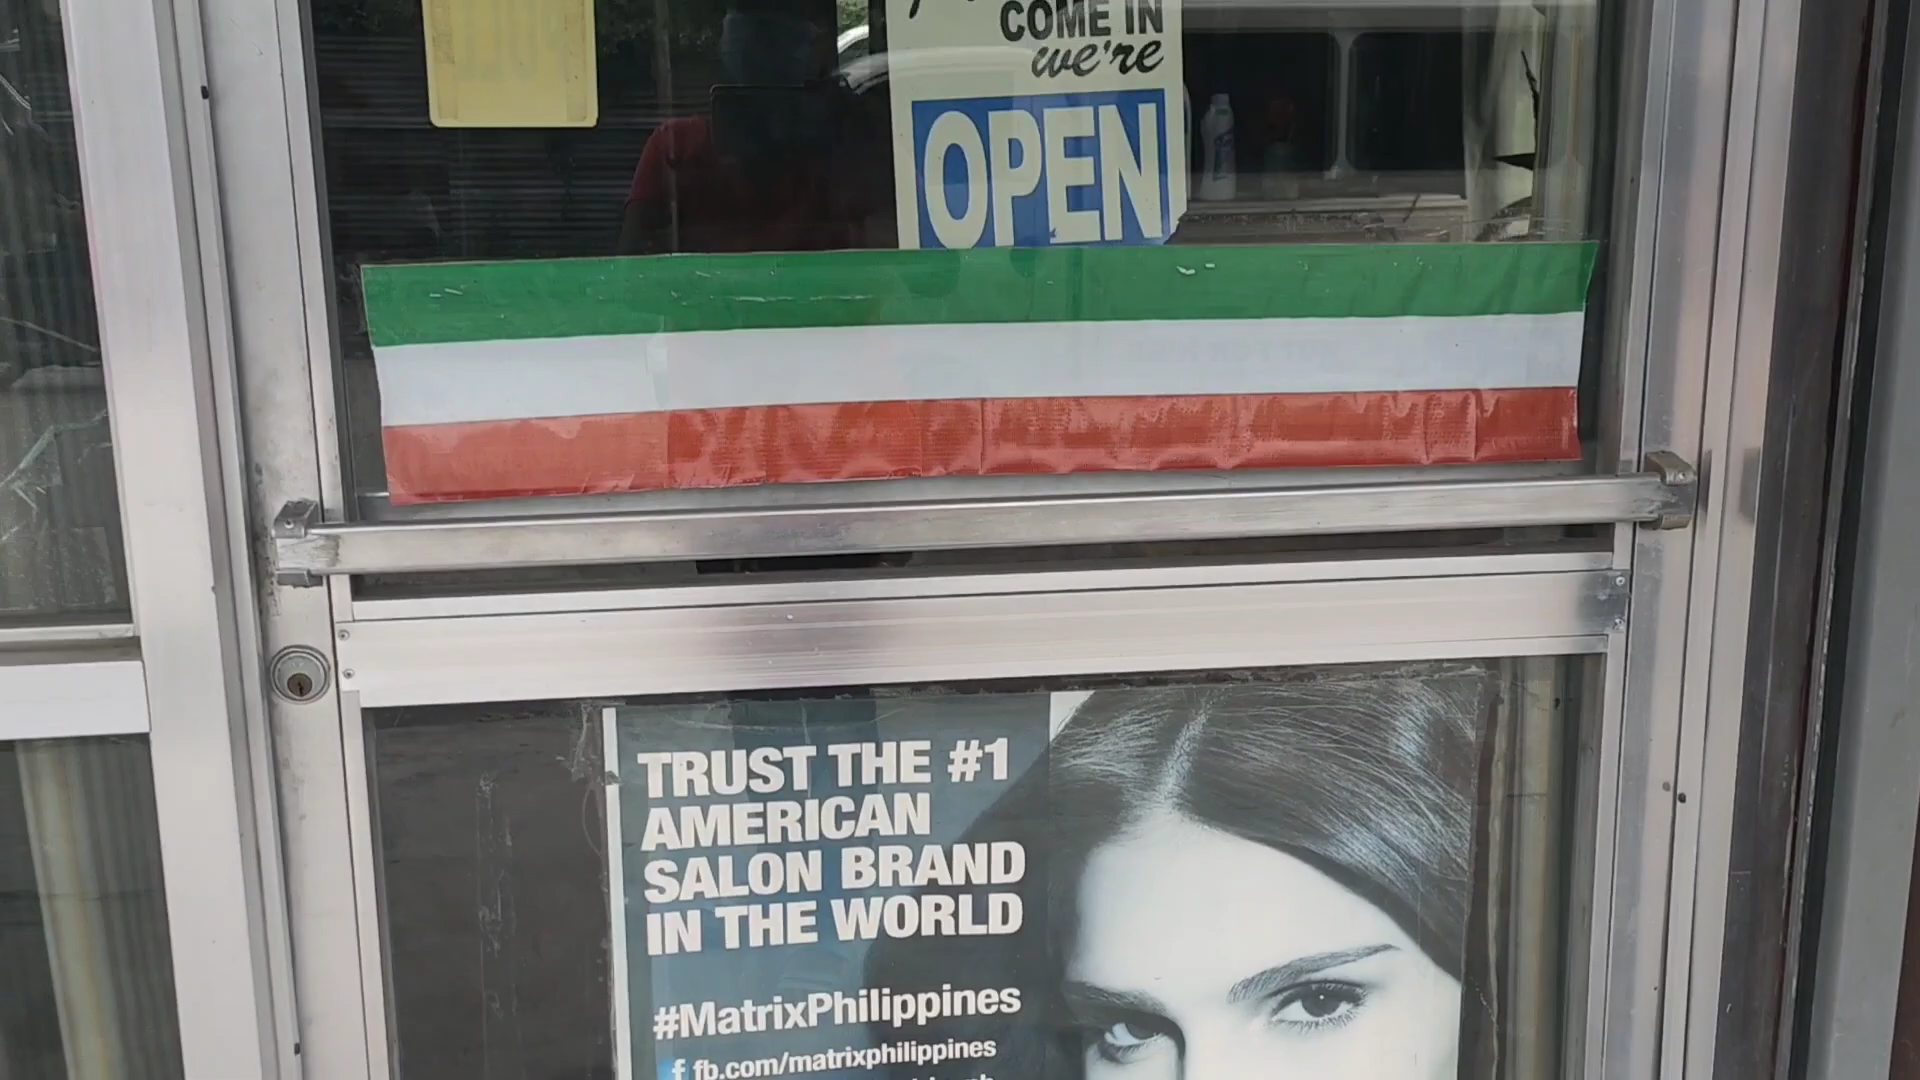 COME IN
we're
OPEN
TRUST THE #1
AMERICAN
SALON BRAND
IN THE WORLD
#MatrixPhilippines
f fb.com/matrixphilippines